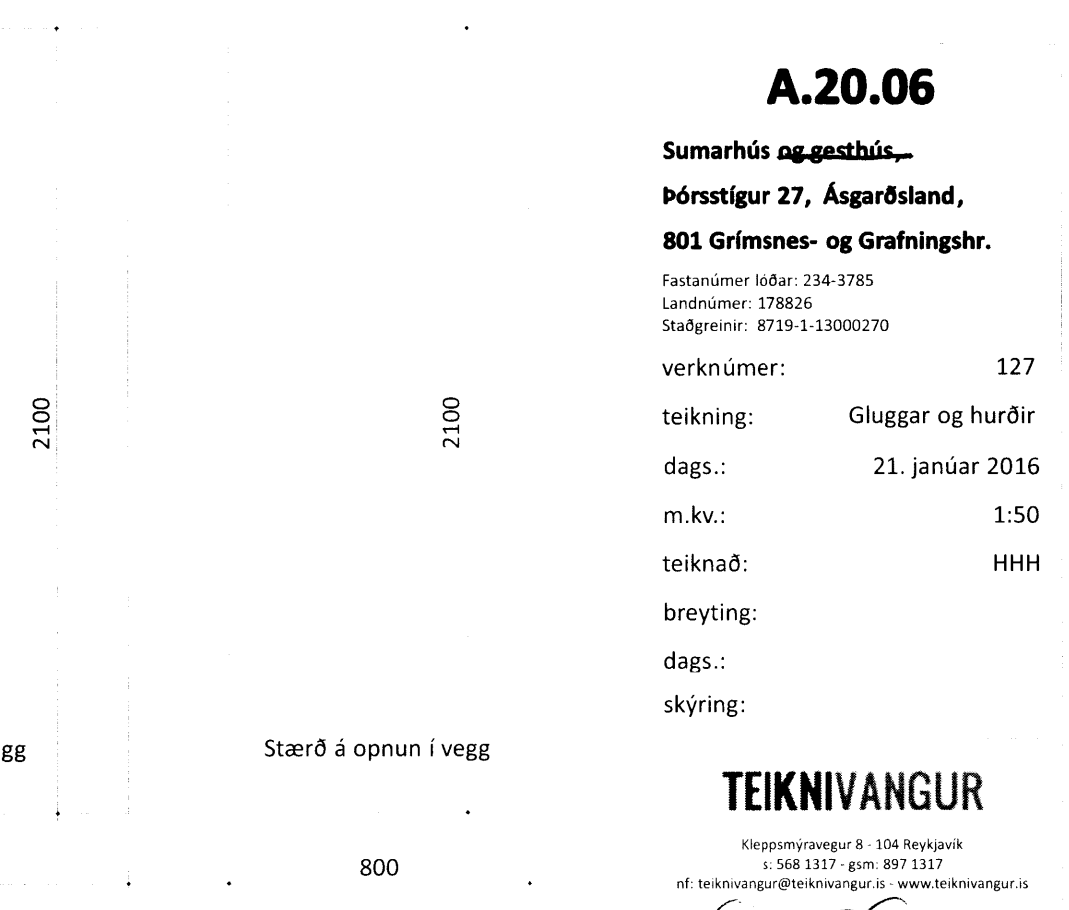 A.20.06
Sumarhús og gesthús,
Þórsstígur 27, Ásgarðsland,
801 Grímsnes- og Grafningshr.
Fastanúmer lóðar: 234-3785
Landnúmer: 178826
Staðgreinir: 8719-1-13000270
verknúmer: 127
teikning: Gluggar og hurðir
dags.: 21. janúar 2016
m.kv.: 1:50
teiknað: HHH
breyting:
dags.:
skýring:
TEIKNIVANGUR
Kleppsmýravegur 8 - 104 Reykjavík
s: 568 1317 - gsm: 897 1317
nf: teiknivangur@teiknivangur.is - www.teiknivangur.is
2100
2100
gg
Stærð á opnun í vegg
800